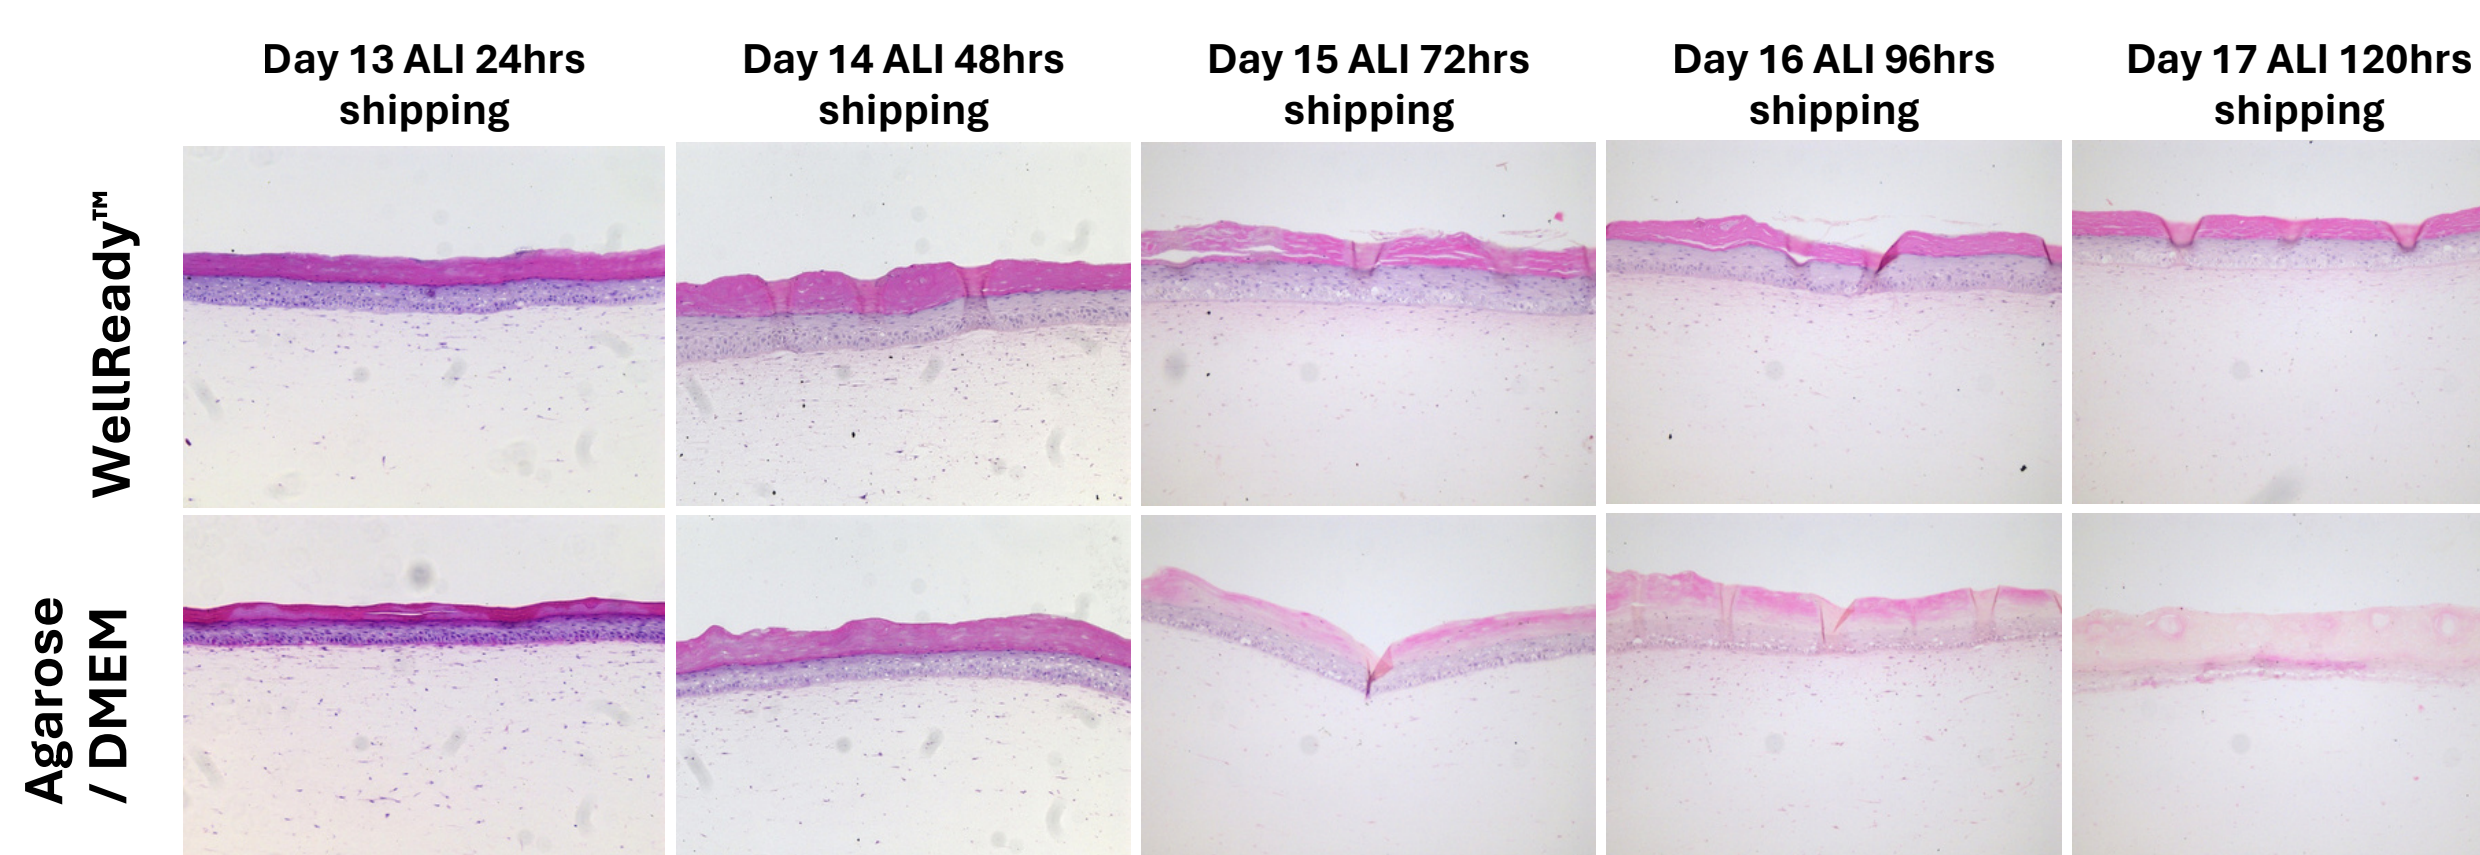 Day 13 ALI 24hrs
shipping
Day 14 ALI 48hrs
shipping
Day 15 ALI 72hrs
shipping
Day 16 ALI 96hrs
shipping
Day 17 ALI 120hrs
shipping
WellReady™
Agarose
/ DMEM